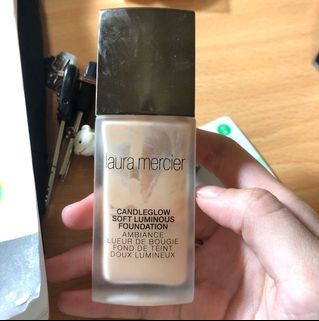 laura mercier
CANDLEGLOW
SOFT LUMINOUS
FOUNDATION
AMBIANCE
LUEUR DE BOUGIE
FOND DE TEINT
DOUX LUMINEUX